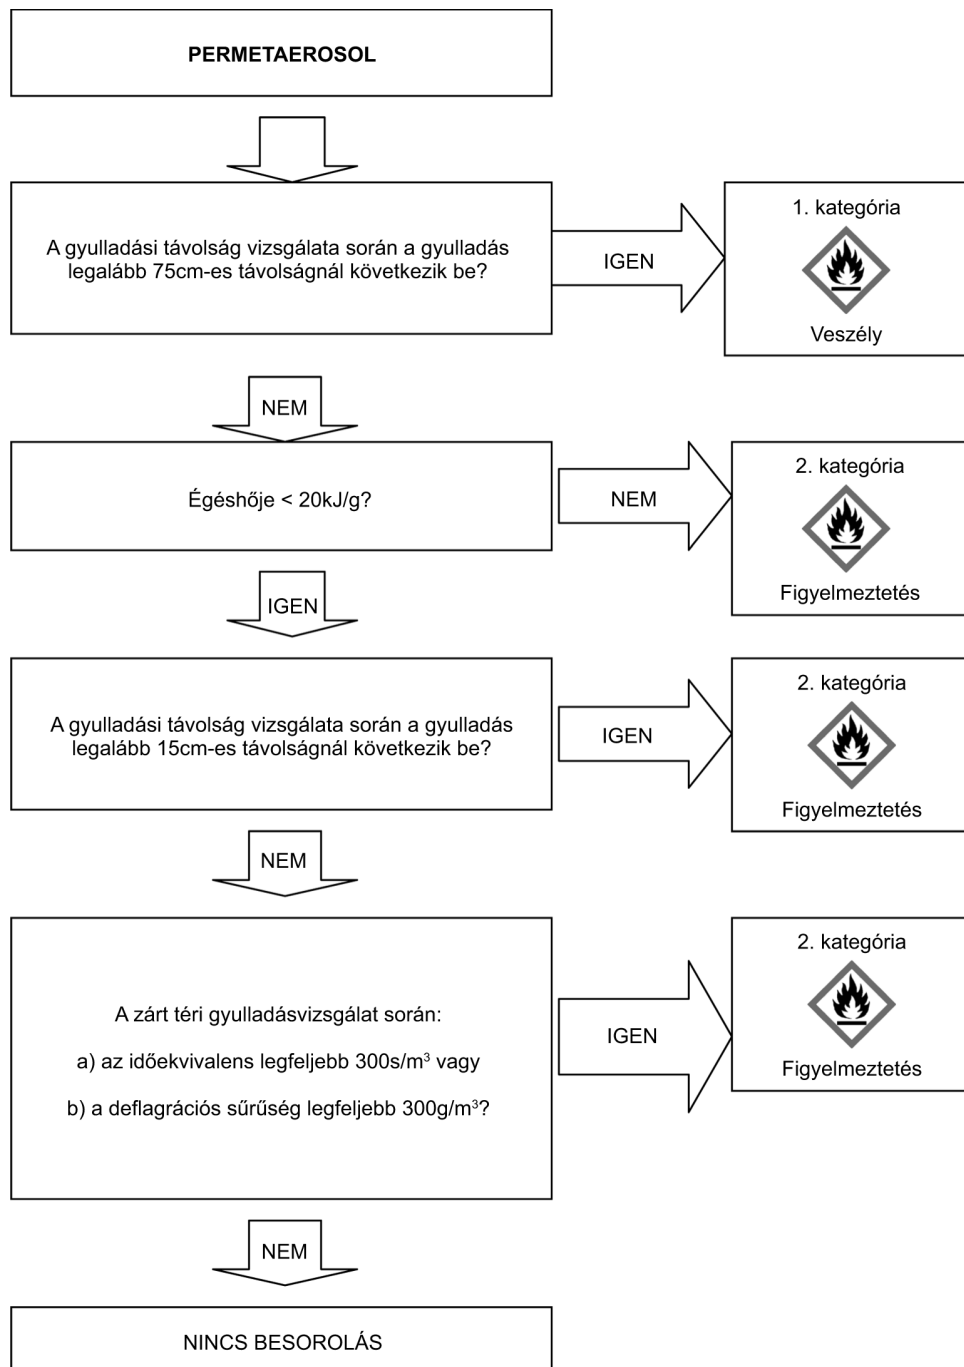 PERMETAEROSOL
A gyulladási távolság vizsgálata során a gyulladás
legalább 75cm-es távolságnál következik be?
IGEN
1. kategória
Veszély
NEM
Égéshője < 20kJ/g?
NEM
2. kategória
Figyelmeztetés
IGEN
A gyulladási távolság vizsgálata során a gyulladás
legalább 15cm-es távolságnál következik be?
IGEN
2. kategória
Figyelmeztetés
NEM
A zárt téri gyulladásvizsgálat során:
a) az időekvivalens legfeljebb 300s/m³ vagy
b) a deflagrációs sűrűség legfeljebb 300g/m³?
IGEN
2. kategória
Figyelmeztetés
NEM
NINCS BESOROLÁS